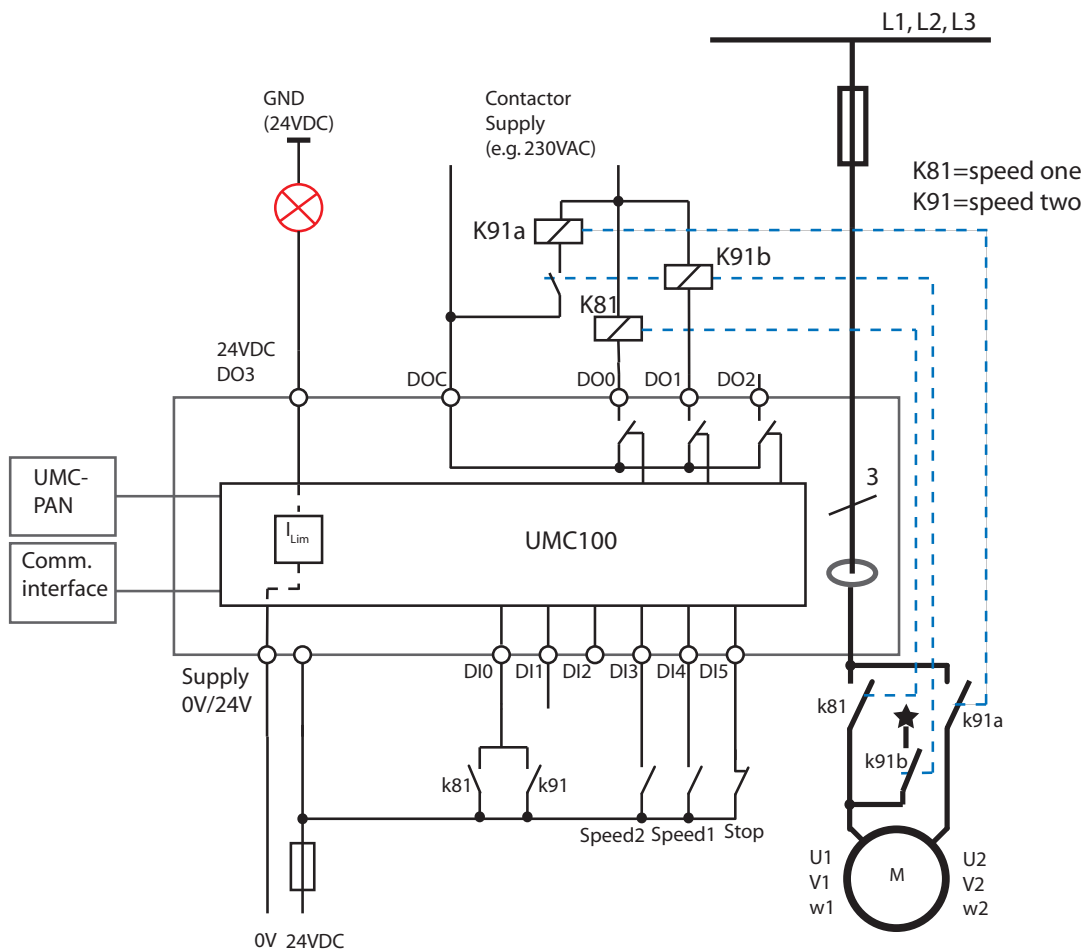 L1, L2, L3
GND
(24VDC)
Contactor
Supply
(e.g. 230VAC)
K81=speed one
K91=speed two
K91a
K91b
K81
24VDC
DO3
DOC
DO0
DO1
DO2
UMC-
PAN
3
I Lim
UMC100
Comm.
interface
Supply
0V/24V
DI0
DI1
DI2
DI3
DI4
DI5
k81
k91a
k91b
k81
k91
Speed2
Speed1
Stop
U1
V1
w1
M
U2
V2
w2
0V
24VDC